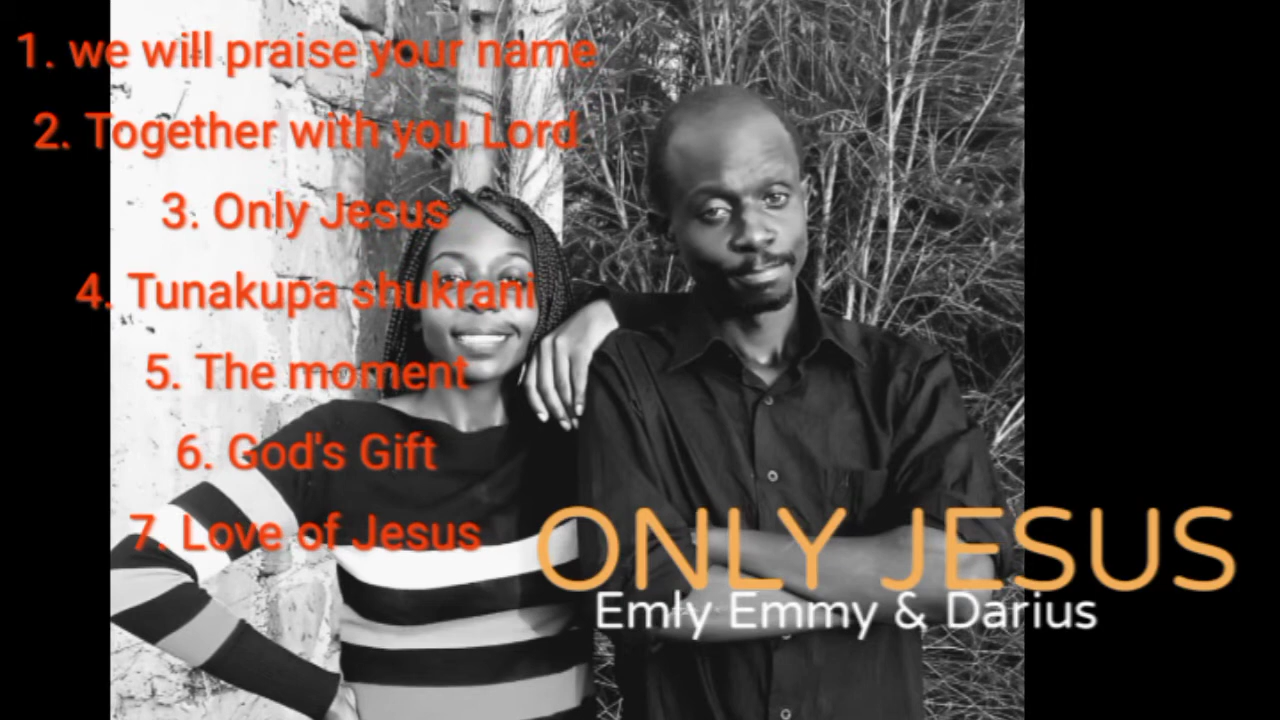 1. we will praise your name
2. Together with you Lord
3. Only Jesus
4. Tunakupa shukrani
5. The moment
6. God's Gift
7. Love of Jesus
ONLY JESUS
Emly Emmy & Darius